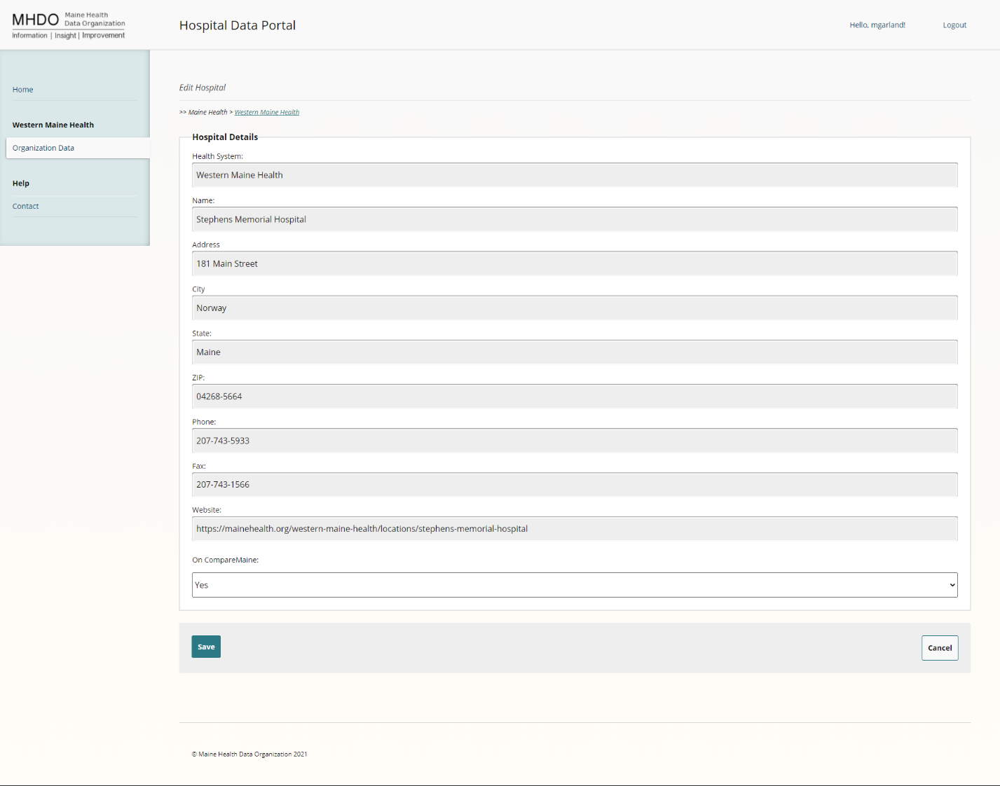 MHDO Maine Health
Data Organization
Information | Insight | Improvement
Hospital Data Portal
Hello, mgarland!
Logout
Home
Western Maine Health
Organization Data
Help
Contact
Edit Hospital
>> Maine Health > Western Maine Health
Hospital Details
Health System:
Western Maine Health
Name:
Stephens Memorial Hospital
Address
181 Main Street
City
Norway
State:
Maine
ZIP:
04268-5664
Phone:
207-743-5933
Fax:
207-743-1566
Website:
https://mainehealth.org/western-maine-health/locations/stephens-memorial-hospital
On CompareMaine:
Yes
Save
Cancel
© Maine Health Data Organization 2021